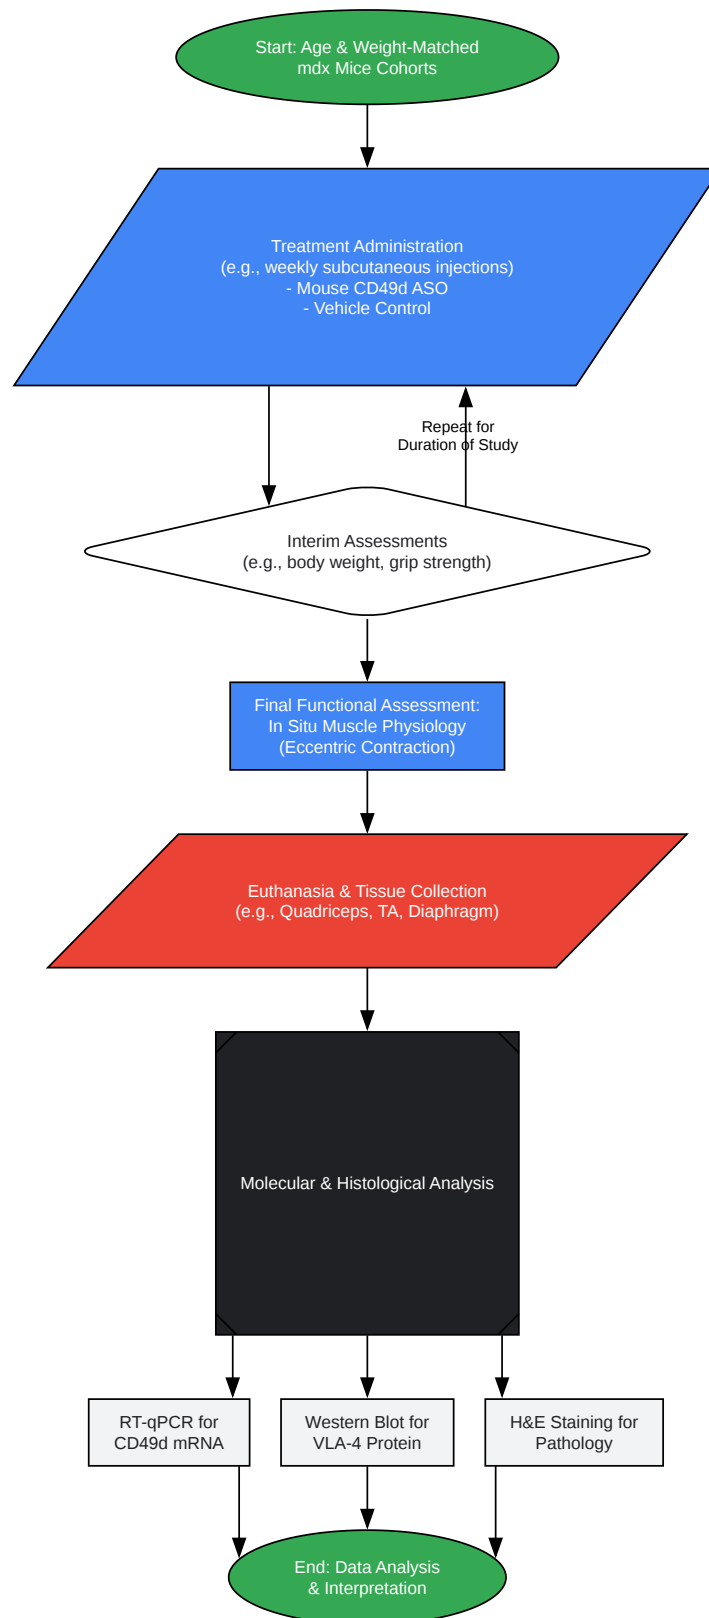 Start: Age & Weight-Matched
mdx Mice Cohorts
Treatment Administration
(e.g., weekly subcutaneous injections)
- Mouse CD49d ASO
- Vehicle Control
Repeat for
Duration of Study
Interim Assessments
(e.g., body weight, grip strength)
Final Functional Assessment:
In Situ Muscle Physiology
(Eccentric Contraction)
Euthanasia & Tissue Collection
(e.g., Quadriceps, TA, Diaphragm)
Molecular & Histological Analysis
RT-qPCR for
CD49d mRNA
Western Blot for
VLA-4 Protein
H&E Staining for
Pathology
End: Data Analysis
& Interpretation